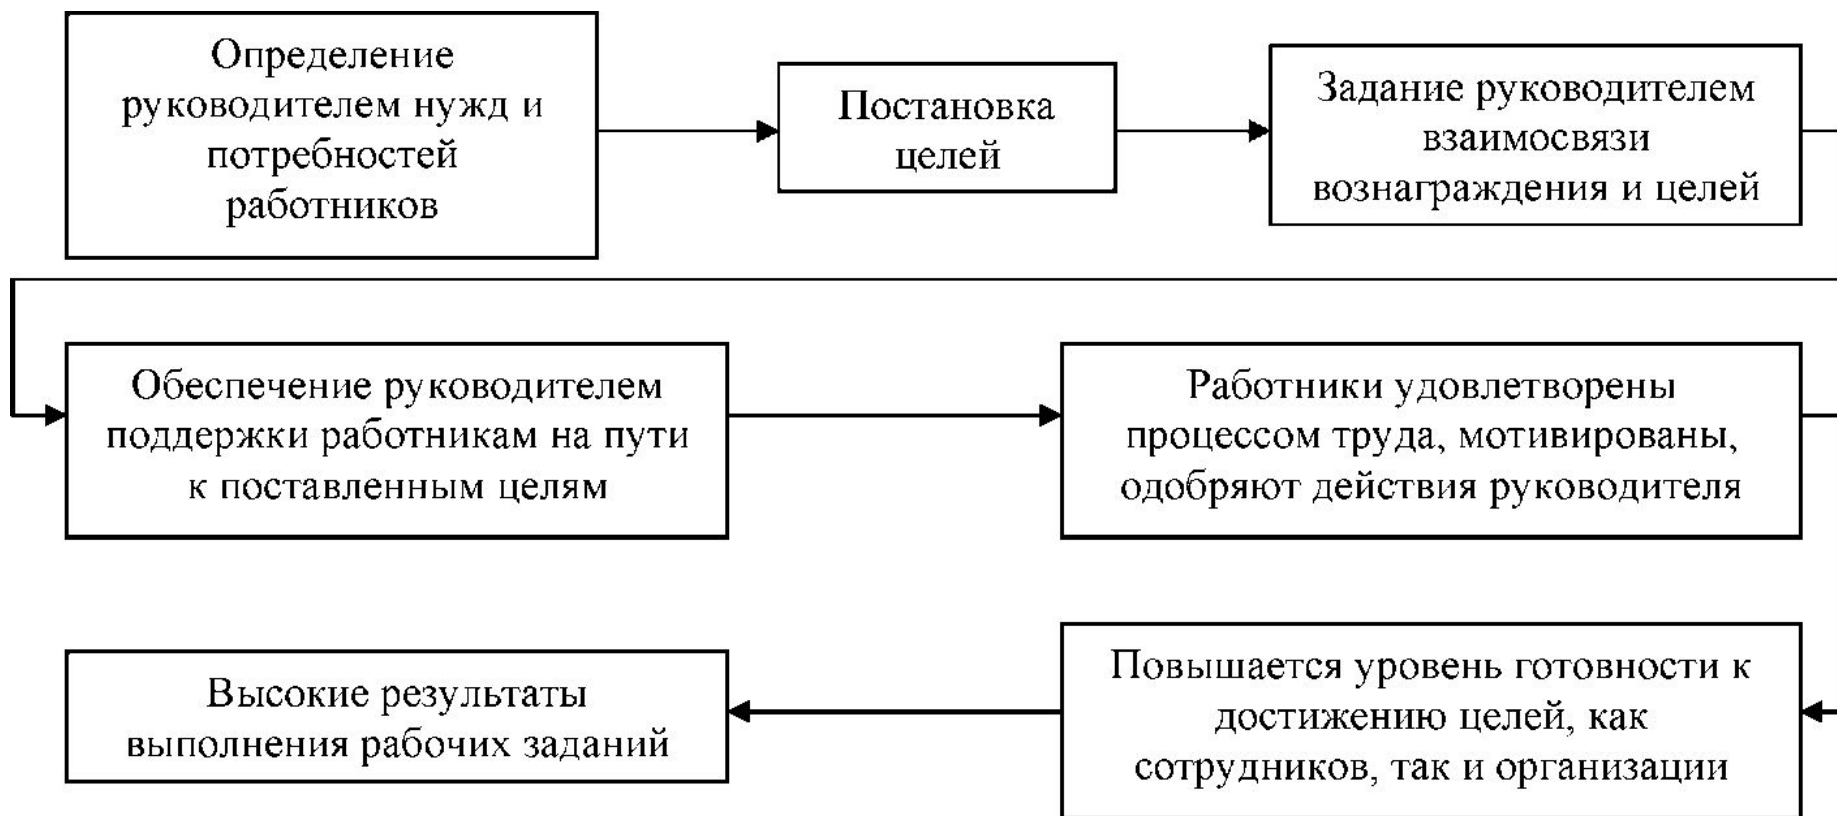 Определение
руководителем нужд и
потребностей
работников
Постановка
целей
Задание руководителем
взаимосвязи
вознаграждения и целей
Обеспечение руководителем
поддержки работникам на пути
к поставленным целям
Работники удовлетворены
процессом труда, мотивированы,
одобряют действия руководителя
Повышается уровень готовности к
достижению целей, как
сотрудников, так и организации
Высокие результаты
выполнения рабочих заданий